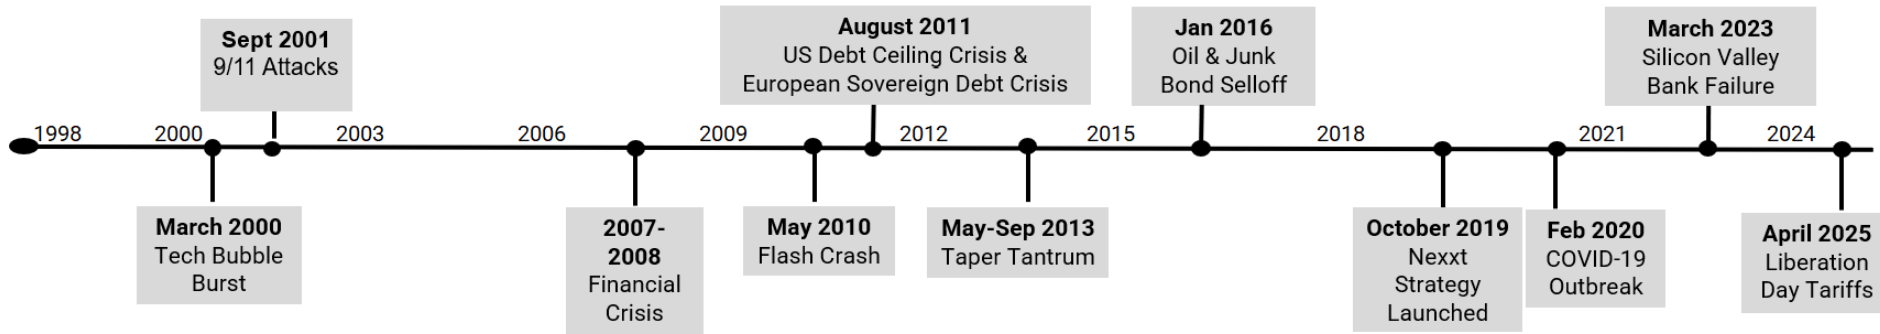 Sept 2001
9/11 Attacks
August 2011
US Debt Ceiling Crisis &
European Sovereign Debt Crisis
Jan 2016
Oil & Junk
Bond Selloff
March 2023
Silicon Valley
Bank Failure
1998
2000
2003
2006
2009
2012
2015
2018
2021
2024
March 2000
Tech Bubble
Burst
2007-
2008
Financial
Crisis
May 2010
Flash Crash
May-Sep 2013
Taper Tantrum
October 2019
Nexxt
Strategy
Launched
Feb 2020
COVID-19
Outbreak
April 2025
Liberation
Day Tariffs